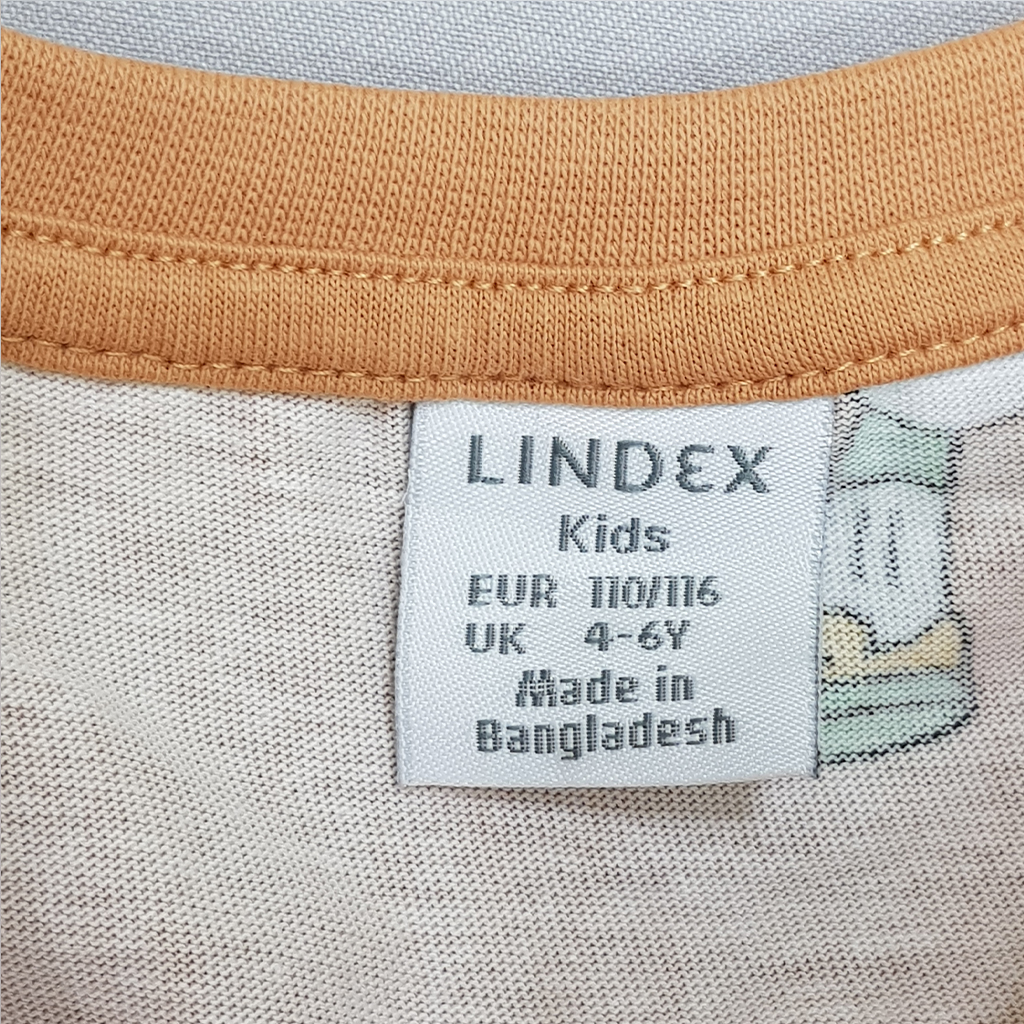 LINDEX
Kids
EUR 110/116
UK 4-6Y
Made in
Bangladesh